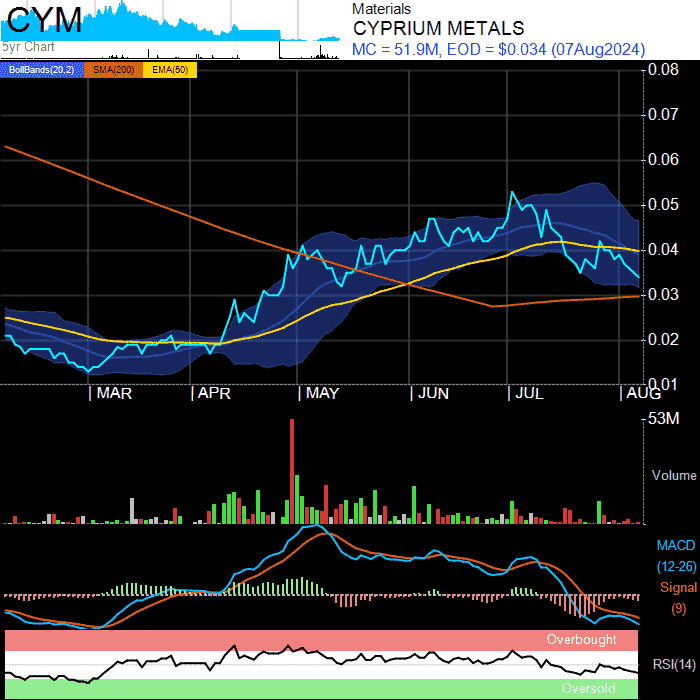 CYM
5yr Chart
Materials
CYPRIUM METALS
MC = 51.9M, EOD = $0.034 (07Aug2024)
BollBands(20,2) SMA(200) EMA(50)
0.08
0.07
0.06
0.05
0.04
0.03
0.02
0.01
MAR APR MAY JUN JUL AUG
53M
Volume
MACD
(12-26)
Signal
(9)
Overbought
RSI(14)
Oversold